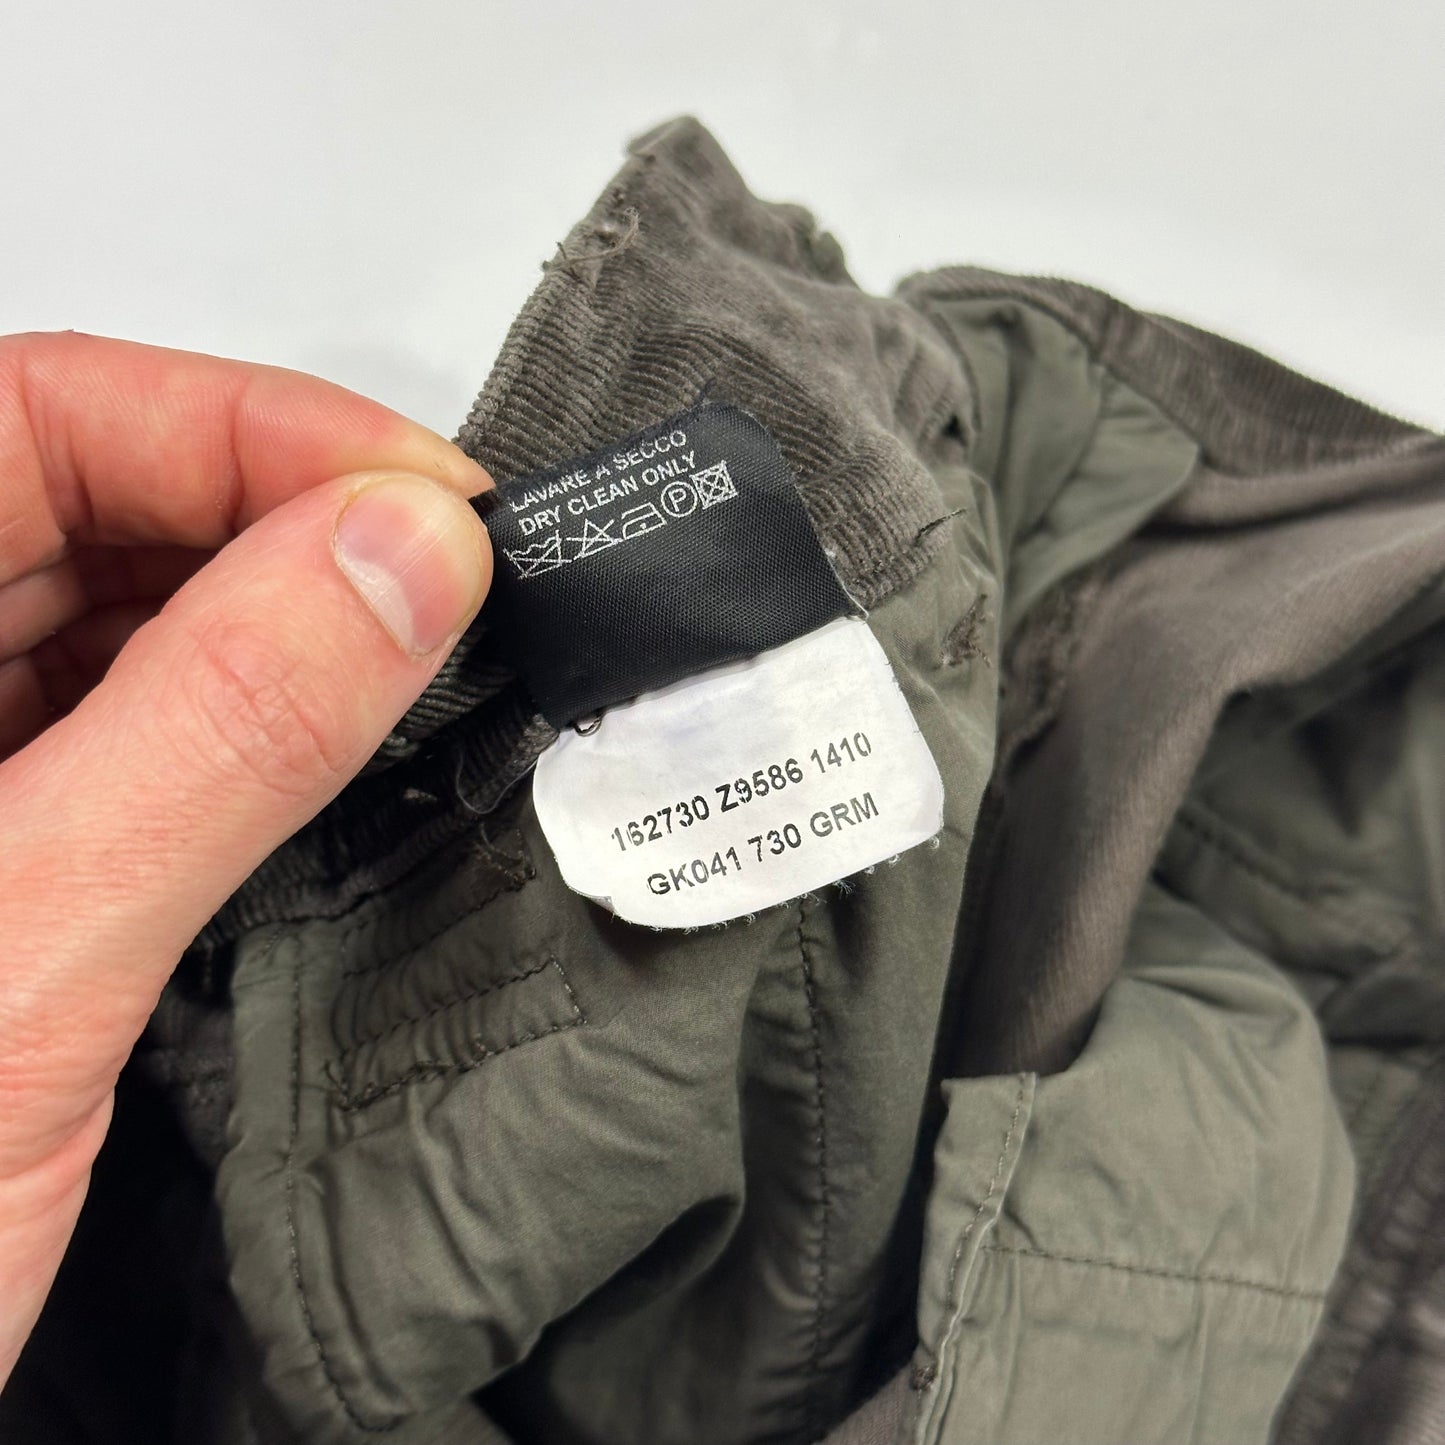 LAVARE A SECCO
DRY CLEAN ONLY
P
162730 Z9586 1410
GK041 730 GRM